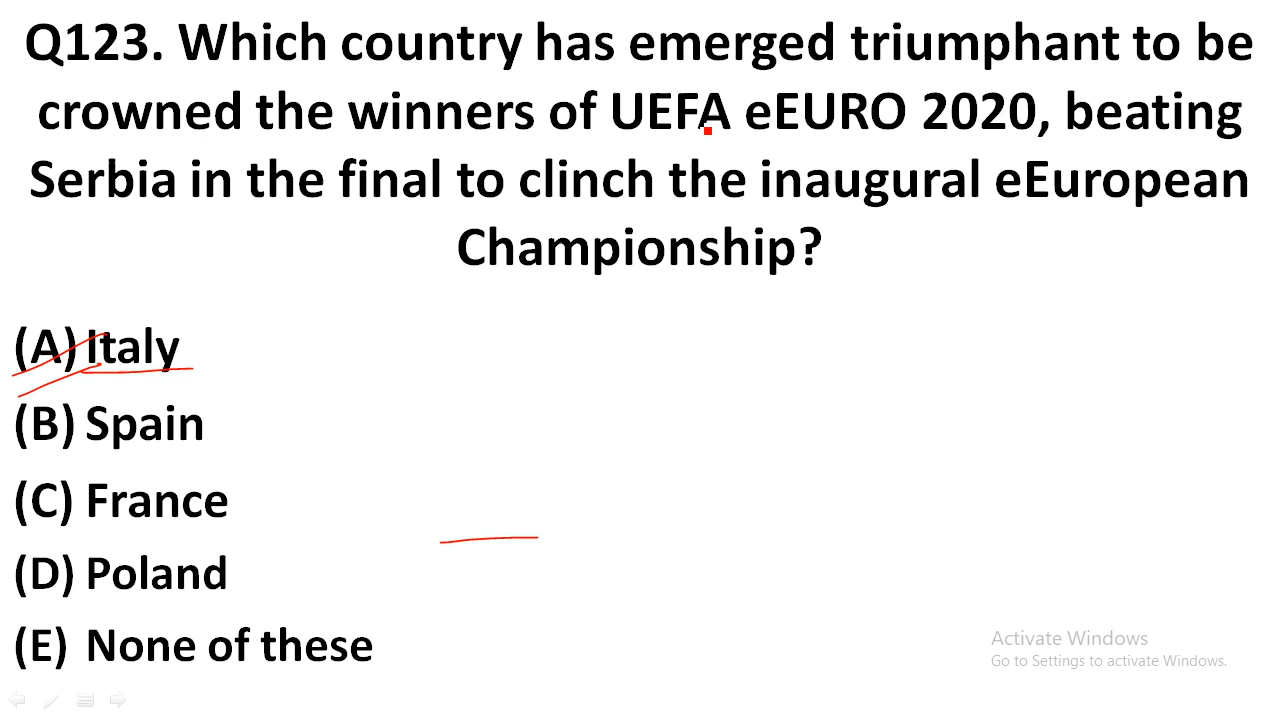 Q123. Which country has emerged triumphant to be
crowned the winners of UEFA eEURO 2020, beating
Serbia in the final to clinch the inaugural eEuropean
Championship?
(A) Italy
(B) Spain
(C) France
(D) Poland
(E) None of these
Activate Windows
Go to Settings to activate Windows.